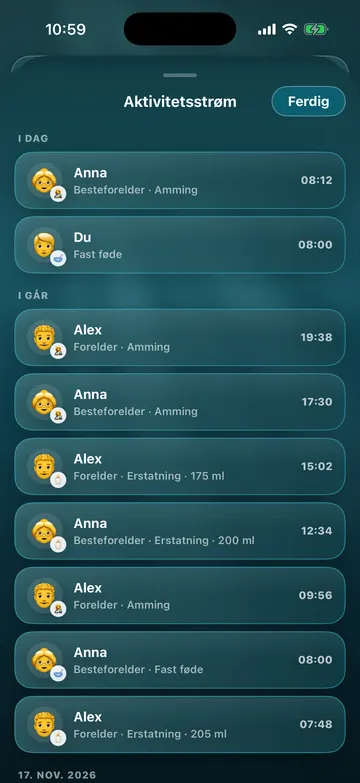 10:59
Aktivitetsstrøm
Ferdig
I DAG
Anna
Besteforelder · Amming
08:12
Du
Fast føde
08:00
I GÅR
Alex
Forelder · Amming
19:38
Anna
Besteforelder · Amming
17:30
Alex
Forelder · Erstatning · 175 ml
15:02
Anna
Besteforelder · Erstatning · 200 ml
12:34
Alex
Forelder · Amming
09:56
Anna
Besteforelder · Fast føde
08:00
Alex
Forelder · Erstatning · 205 ml
07:48
17. NOV. 2026